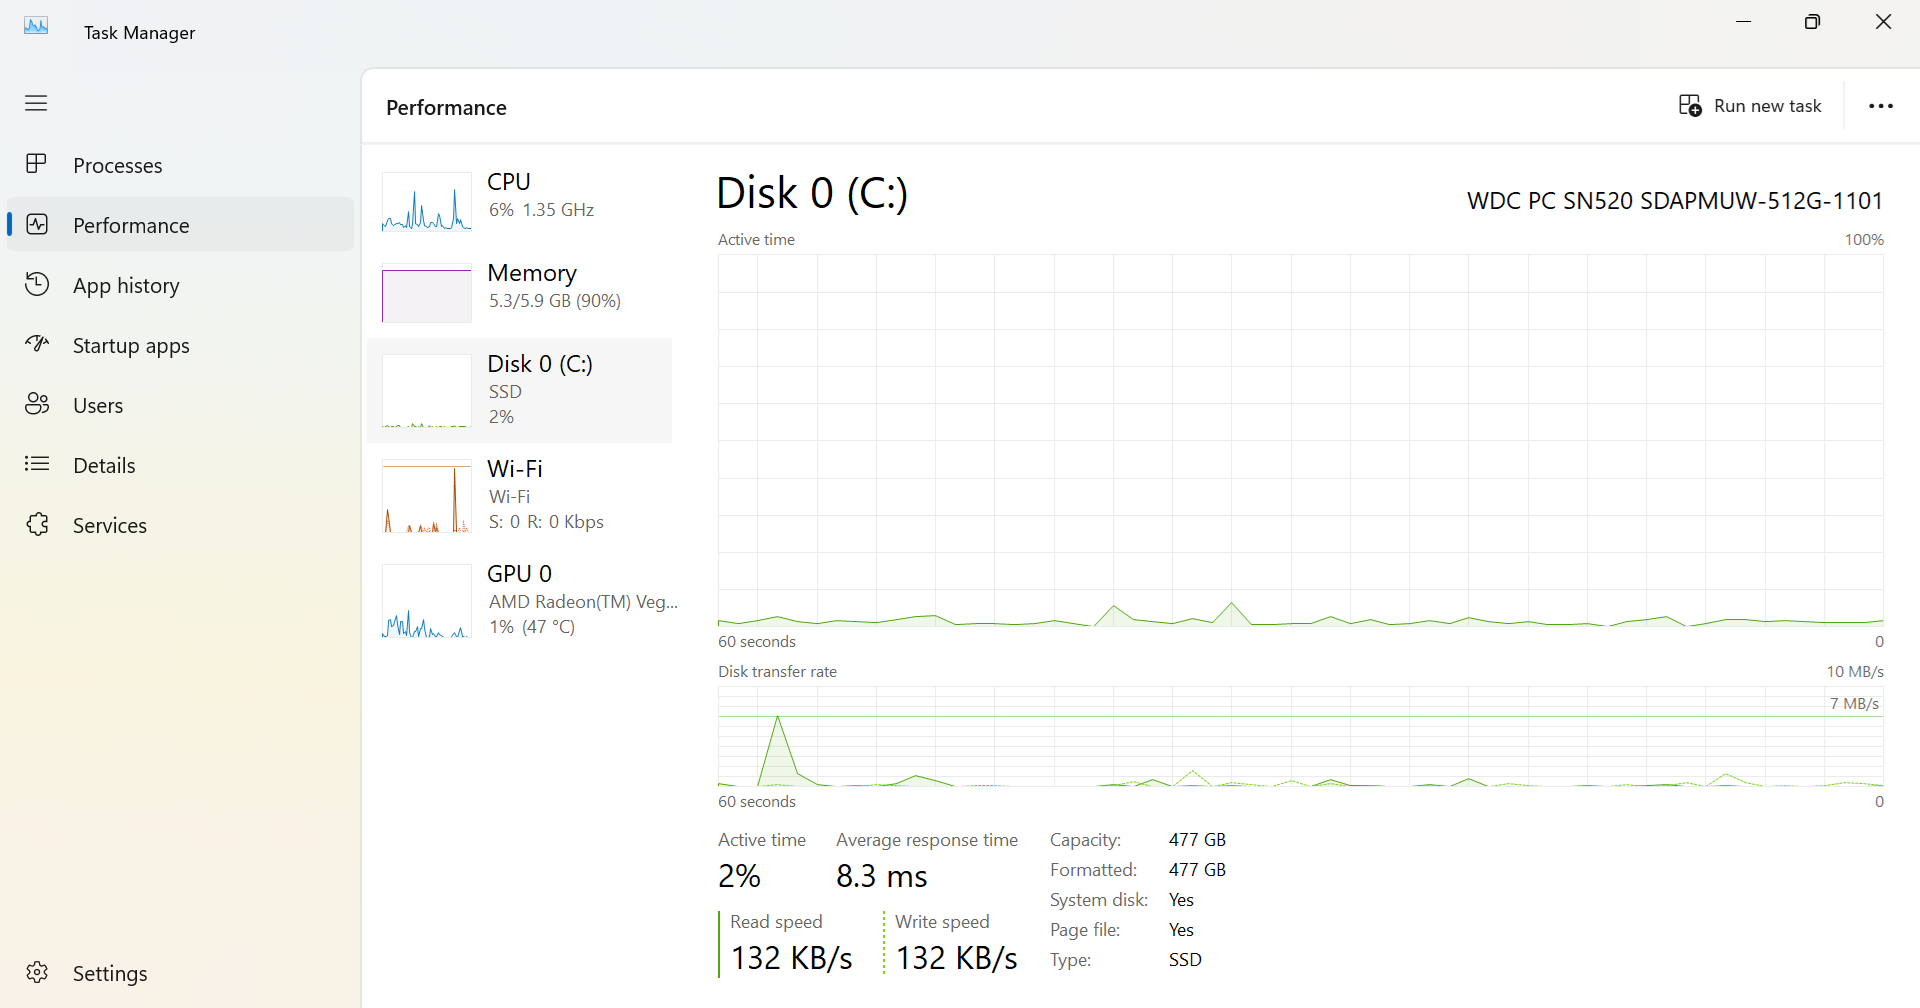 Task Manager
Processes
Performance
App history
Startup apps
Users
Details
Services
Settings
Performance
Run new task
CPU
6% 1.35 GHz
Memory
5.3/5.9 GB (90%)
Disk 0 (C:)
SSD
2%
Wi-Fi
Wi-Fi
S: 0 R: 0 Kbps
GPU 0
AMD Radeon(TM) Veg...
1% (47 °C)
Disk 0 (C:)
WDC PC SN520 SDAPMUW-512G-1101
Active time 100%
60 seconds 0
Disk transfer rate 10 MB/s
7 MB/s
60 seconds 0
Active time
2%
Average response time
8.3 ms
Read speed
132 KB/s
Write speed
132 KB/s
Capacity: 477 GB
Formatted: 477 GB
System disk: Yes
Page file: Yes
Type: SSD